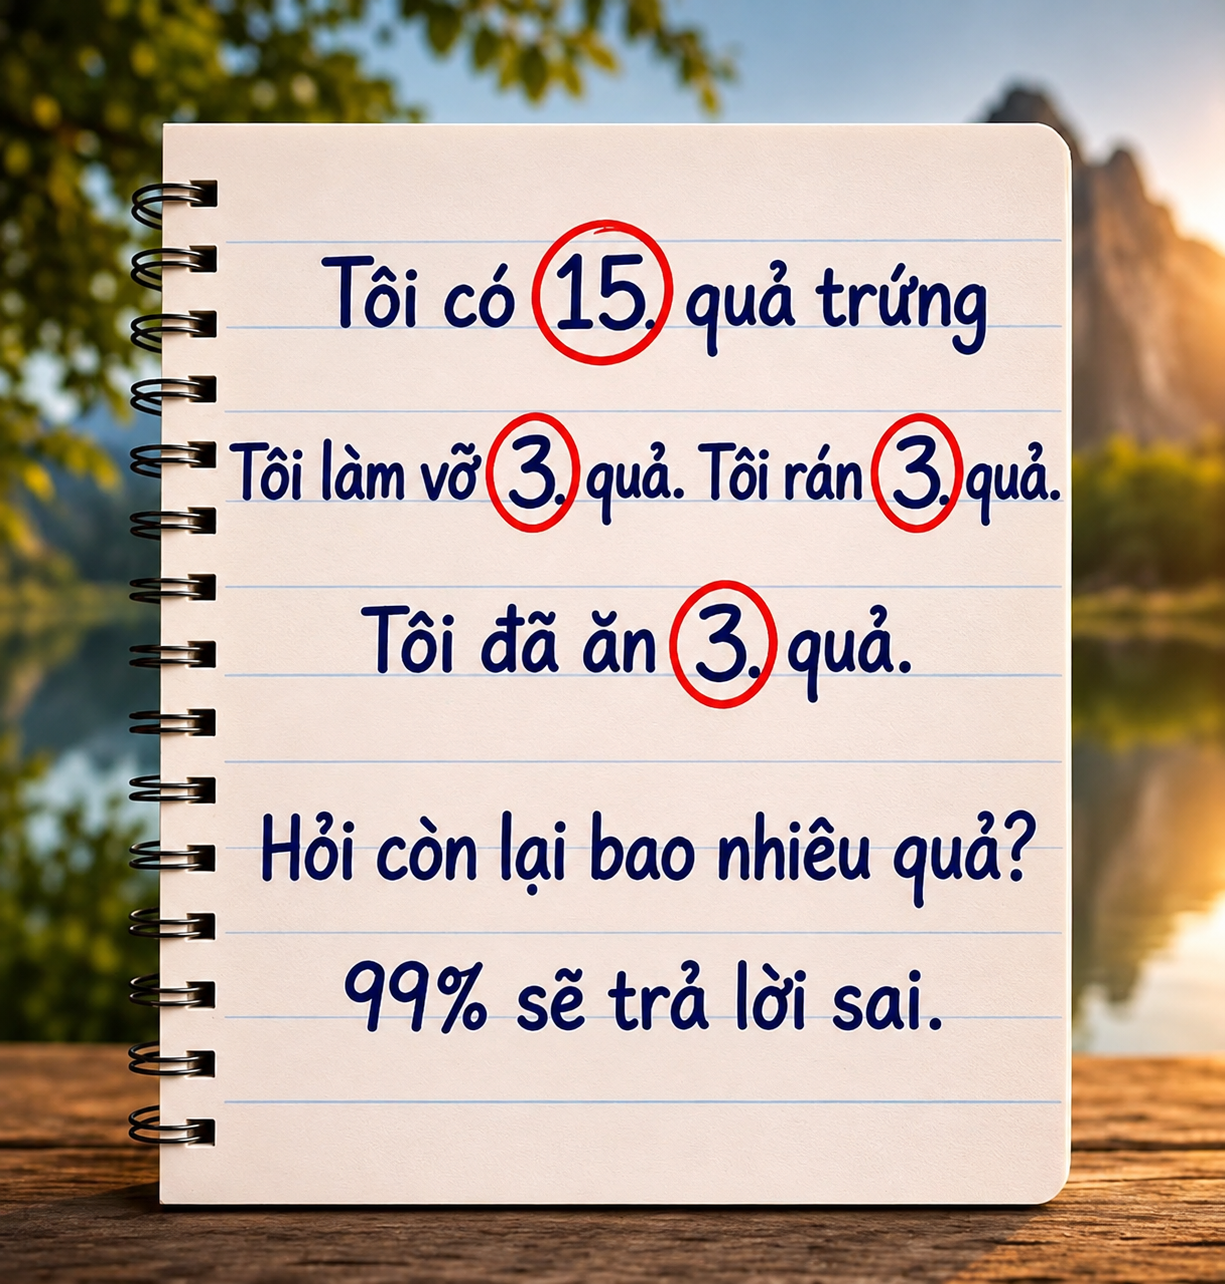 Tôi có 15. quả trứng
Tôi làm vỡ 3. quả. Tôi rán 3. quả.
Tôi đã ăn 3. quả.
Hỏi còn lại bao nhiêu quả?
99% sẽ trả lời sai.